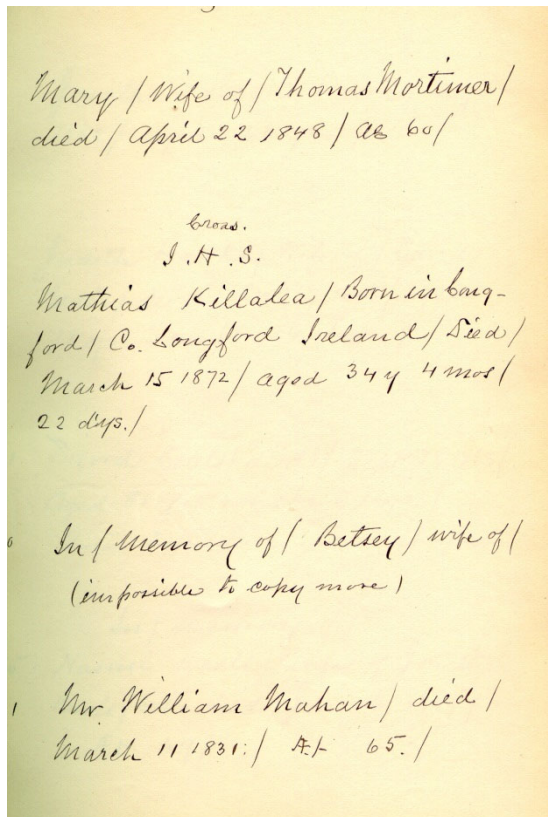 Mary / Wife of / Thomas Mortimer /
died / April 22 1848 / ae 60 /
Cross.
I.H.S.
Mathias Killalea / Born in Long-
ford / Co. Longford Ireland / Died /
March 15 1872 / aged 34 y 4 mos /
22 dys. /
In / Memory of / Betsey / wife of /
(impossible to copy more)
Mr William Mahan / died /
March 11 1831: / AE 65. /